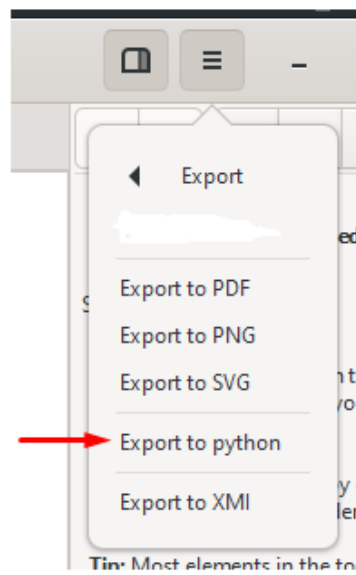 Export
ed
Export to PDF
S
Export to PNG
Export to SVG
Export to python
Export to XMI
Tip: Most elements in the to